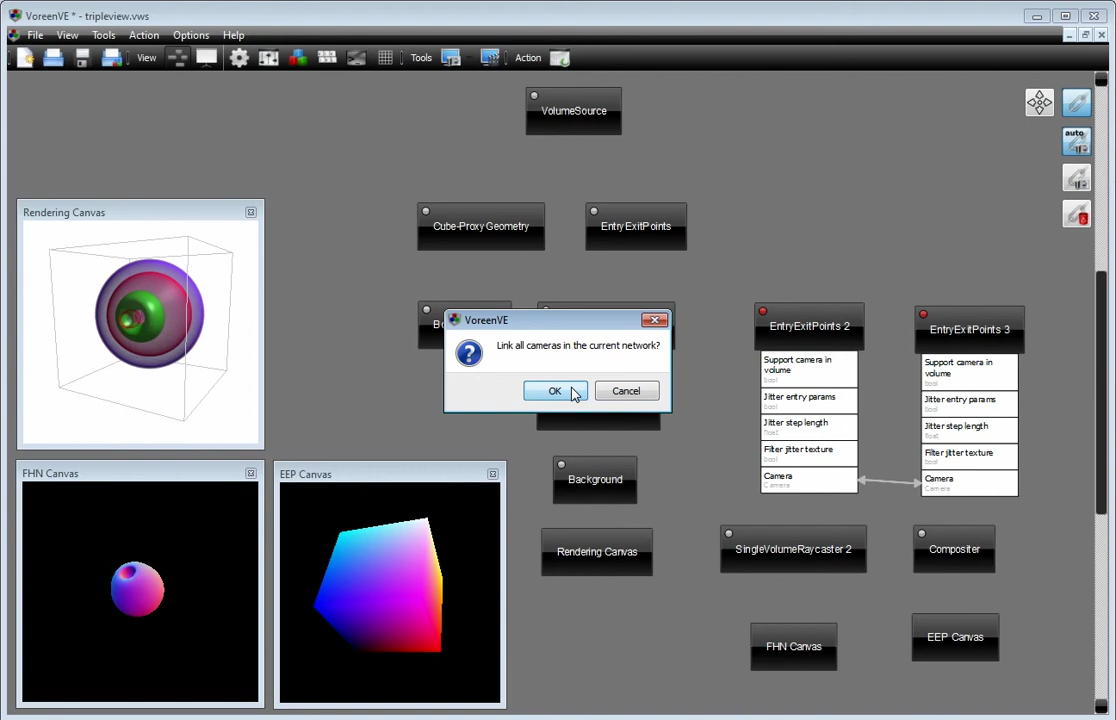 VoreenVE * - tripleview.vws
File View Tools Action Options Help
View Tools Action
auto
VolumeSource
Cube-Proxy Geometry
EntryExitPoints
Rendering Canvas
VoreenVE
Link all cameras in the current network?
OK Cancel
EntryExitPoints 2
Support camera in
volume
bool
Jitter entry params
bool
Jitter step length
float
Filter jitter texture
bool
Camera
Camera
EntryExitPoints 3
Support camera in
volume
bool
Jitter entry params
bool
Jitter step length
float
Filter jitter texture
bool
Camera
Camera
FHN Canvas
EEP Canvas
Background
Rendering Canvas
SingleVolumeRaycaster 2
Compositer
FHN Canvas
EEP Canvas